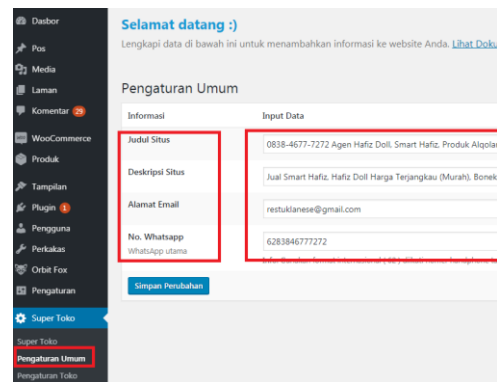 Dasbor
Pos
Media
Laman
Komentar 29
WooCommerce
Produk
Tampilan
Plugin 1
Pengguna
Perkakas
Orbit Fox
Pengaturan
Super Toko
Super Toko
Pengaturan Umum
Pengaturan Toko
Selamat datang :)
Lengkapi data di bawah ini untuk menambahkan informasi ke website Anda. Lihat Doku
Pengaturan Umum
Informasi Input Data
Judul Situs 0838-4677-7272 Agen Hafiz Doll, Smart Hafiz, Produk Alqolam
Deskripsi Situs Jual Smart Hafiz, Hafiz Doll Harga Terjangkau (Murah), Bonek
Alamat Email restuklanese@gmail.com
No. Whatsapp 6283846777272
WhatsApp utama
Simpan Perubahan